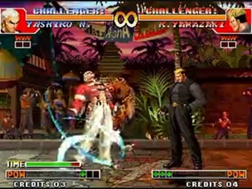 CHALLENGER:
CHALLENGER:
YASHIRO N.
R.YAMAZAKI
TIME
POW
POW
CREDITS 03
CREDITS 04